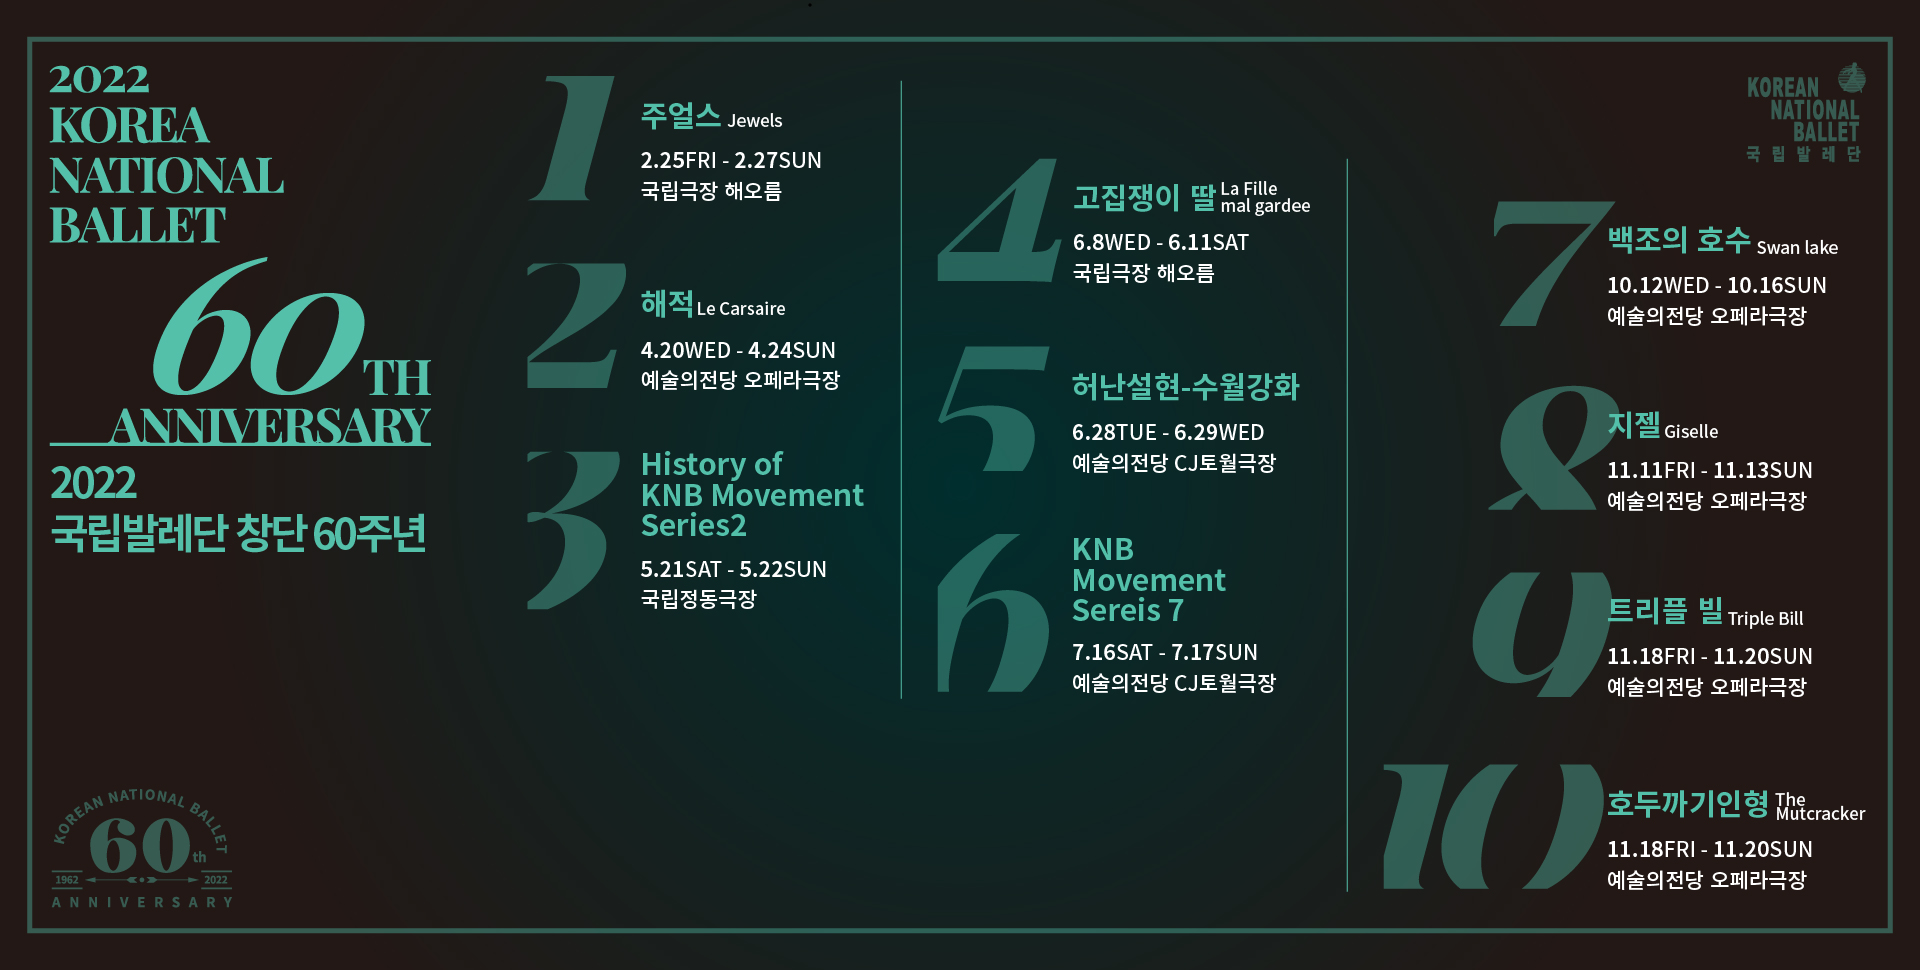 2022
KOREA
NATIONAL
BALLET
60TH
ANNIVERSARY
2022
국립발레단 창단 60주년
KOREAN NATIONAL BALLET
60th
1962 2022
ANNIVERSARY
1
주얼스 Jewels
2.25FRI - 2.27SUN
국립극장 해오름
2
해적 Le Carsaire
4.20WED - 4.24SUN
예술의전당 오페라극장
3
History of
KNB Movement
Series2
5.21SAT - 5.22SUN
국립정동극장
4
고집쟁이 딸 La Fille
mal gardee
6.8WED - 6.11SAT
국립극장 해오름
5
허난설현-수월강화
6.28TUE - 6.29WED
예술의전당 CJ토월극장
6
KNB
Movement
Sereis 7
7.16SAT - 7.17SUN
예술의전당 CJ토월극장
KOREAN
NATIONAL
BALLET
국립발레단
7
백조의 호수 Swan lake
10.12WED - 10.16SUN
예술의전당 오페라극장
8
지젤 Giselle
11.11FRI - 11.13SUN
예술의전당 오페라극장
9
트리플 빌 Triple Bill
11.18FRI - 11.20SUN
예술의전당 오페라극장
10
호두까기인형 The
Mutcracker
11.18FRI - 11.20SUN
예술의전당 오페라극장